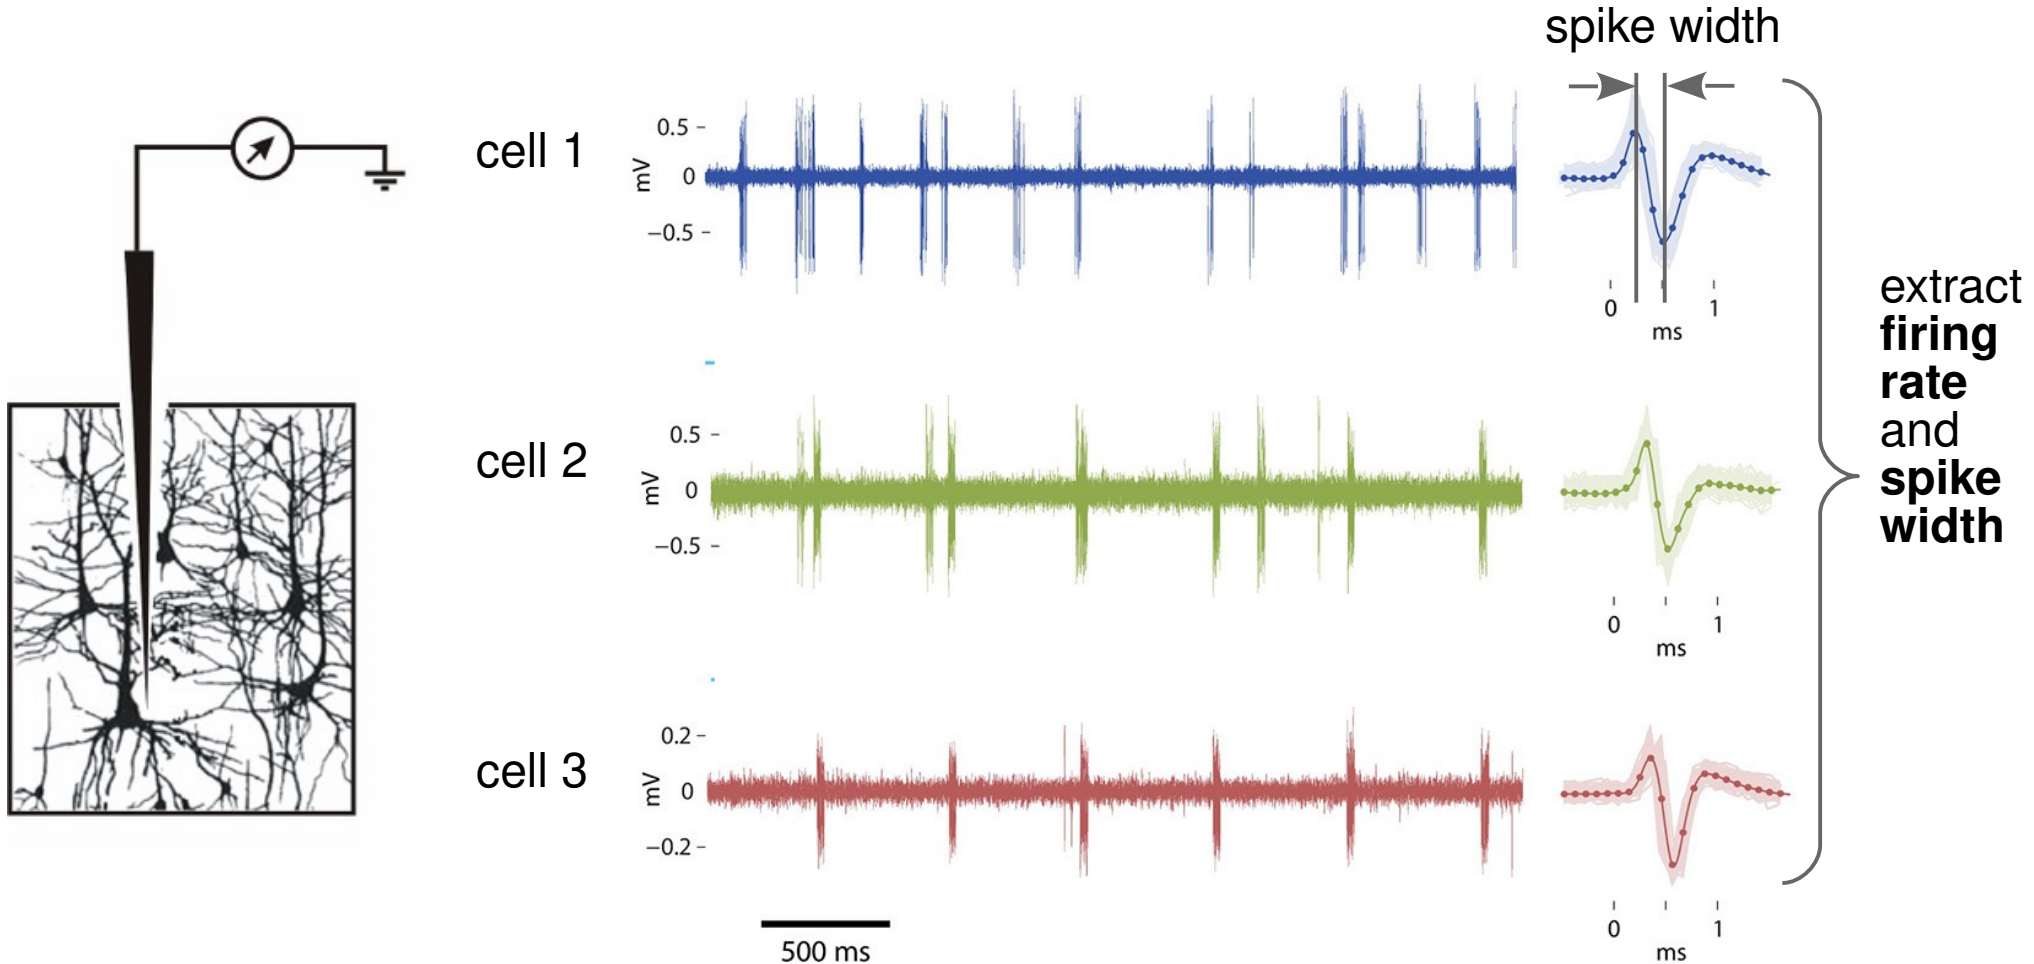 spike width
cell 1
mV
0.5
0
−0.5
0
1
ms
cell 2
mV
0.5
0
−0.5
0
1
ms
cell 3
mV
0.2
0
−0.2
0
1
ms
500 ms
extract
firing
rate
and
spike
width